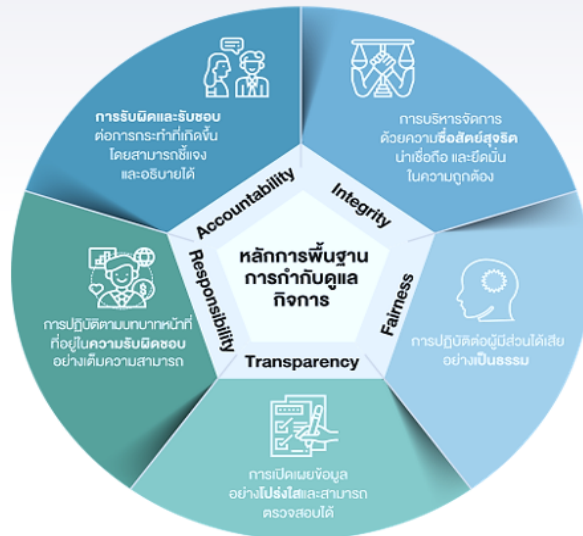 การรับผิดและรับชอบ
ต่อการกระทำที่เกิดขึ้น
โดยสามารถชี้แจง
และอธิบายได้
การบริหารจัดการ
ด้วยความซื่อสัตย์สุจริต
น่าเชื่อถือ และยึดมั่น
ในความถูกต้อง
Accountability
Integrity
หลักการพื้นฐาน
การกำกับดูแล
กิจการ
Responsibility
Fairness
Transparency
การปฏิบัติตามบทบาทหน้าที่
ที่อยู่ในความรับผิดชอบ
อย่างเต็มความสามารถ
การปฏิบัติต่อผู้มีส่วนได้เสีย
อย่างเป็นธรรม
การเปิดเผยข้อมูล
อย่างโปร่งใสและสามารถ
ตรวจสอบได้